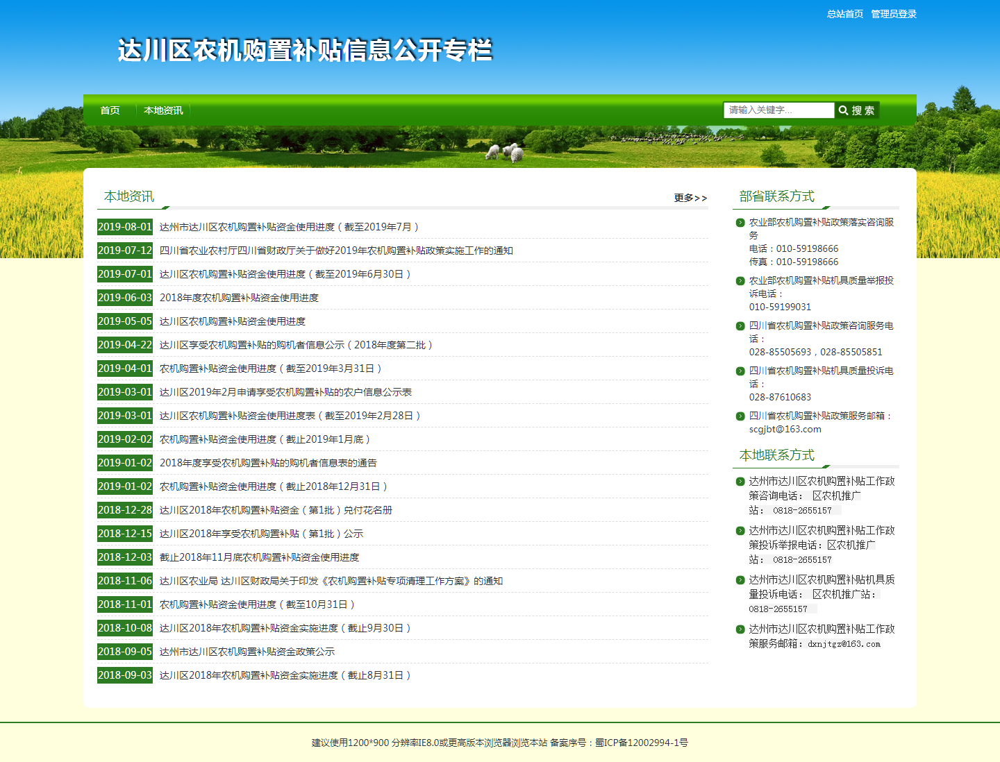 总站首页 管理员登录
达川区农机购置补贴信息公开专栏
首页 本地资讯 请输入关键字... 搜 索
本地资讯 更多>>
2019-08-01 达州市达川区农机购置补贴资金使用进度（截至2019年7月）
2019-07-12 四川省农业农村厅四川省财政厅关于做好2019年农机购置补贴政策实施工作的通知
2019-07-01 达川区农机购置补贴资金使用进度（截至2019年6月30日）
2019-06-03 2018年度农机购置补贴资金使用进度
2019-05-05 达川区农机购置补贴资金使用进度
2019-04-22 达川区享受农机购置补贴的购机者信息公示（2018年度第二批）
2019-04-01 农机购置补贴资金使用进度（截至2019年3月31日）
2019-03-01 达川区2019年2月申请享受农机购置补贴的农户信息公示表
2019-03-01 达川区农机购置补贴资金使用进度表（截至2019年2月28日）
2019-02-02 农机购置补贴资金使用进度（截止2019年1月底）
2019-01-02 2018年度享受农机购置补贴的购机者信息表的通告
2019-01-02 农机购置补贴资金使用进度（截止2018年12月31日）
2018-12-28 达川区2018年农机购置补贴资金（第1批）兑付花名册
2018-12-15 达川区2018年享受农机购置补贴（第1批）公示
2018-12-03 截止2018年11月底农机购置补贴资金使用进度
2018-11-06 达川区农业局 达川区财政局关于印发《农机购置补贴专项清理工作方案》的通知
2018-11-01 农机购置补贴资金使用进度（截至10月31日）
2018-10-08 达川区2018年农机购置补贴资金实施进度（截止9月30日）
2018-09-05 达州市达川区农机购置补贴资金政策公示
2018-09-03 达川区2018年农机购置补贴资金实施进度（截止8月31日）
部省联系方式
农业部农机购置补贴政策落实咨询服
务
电话：010-59198666
传真：010-59198666
农业部农机购置补贴机具质量举报投
诉电话：
010-59199031
四川省农机购置补贴政策咨询服务电
话：
028-85505693，028-85505851
四川省农机购置补贴机具质量投诉电
话：
028-87610683
四川省农机购置补贴政策服务邮箱：
scgjbt@163.com
本地联系方式
达州市达川区农机购置补贴工作政
策咨询电话： 区农机推广
站： 0818-2655157
达州市达川区农机购置补贴工作政
策投诉举报电话：区农机推广
站： 0818-2655157
达州市达川区农机购置补贴机具质
量投诉电话： 区农机推广站：
0818-2655157
达州市达川区农机购置补贴工作政
策服务邮箱：dxnjtgz@163.com
建议使用1200*900 分辨率IE8.0或更高版本浏览器浏览本站 备案序号：蜀ICP备12002994-1号